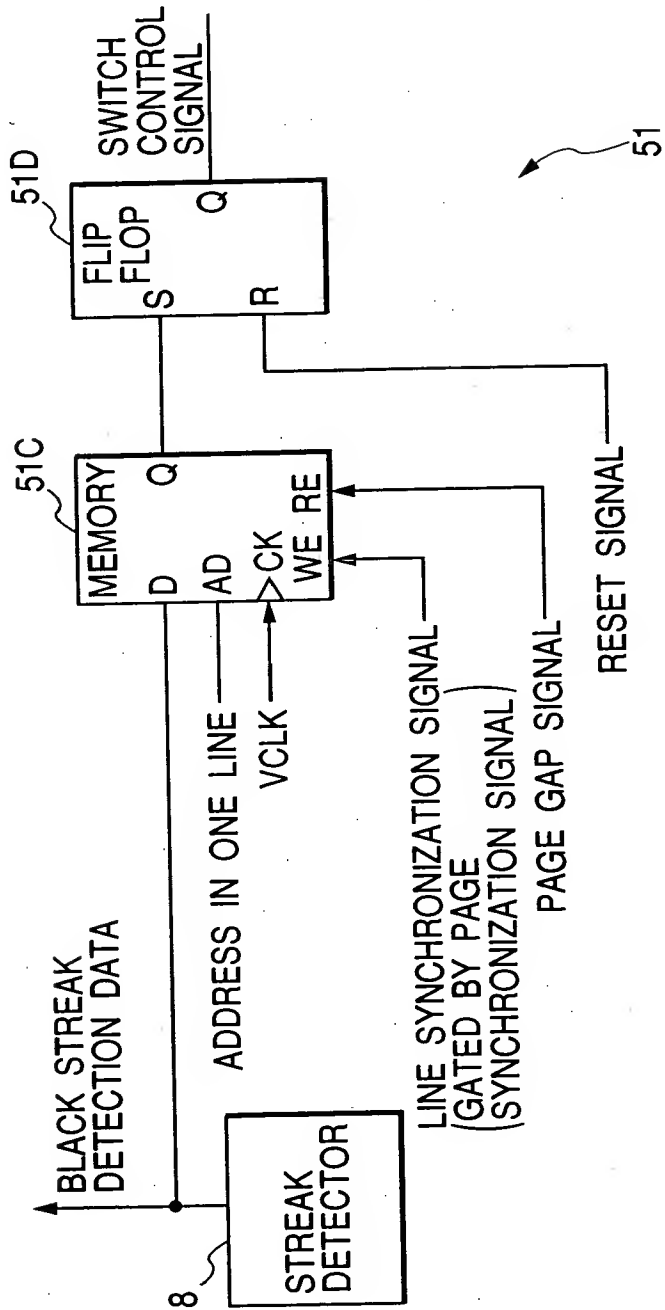 BLACK STREAK
DETECTION DATA
8
STREAK
DETECTOR
51C
MEMORY
D
Q
AD
CK
WE RE
ADDRESS IN ONE LINE
VCLK
LINE SYNCHRONIZATION SIGNAL
(GATED BY PAGE
SYNCHRONIZATION SIGNAL)
PAGE GAP SIGNAL
RESET SIGNAL
51D
FLIP
FLOP
S
Q
R
SWITCH
CONTROL
SIGNAL
51